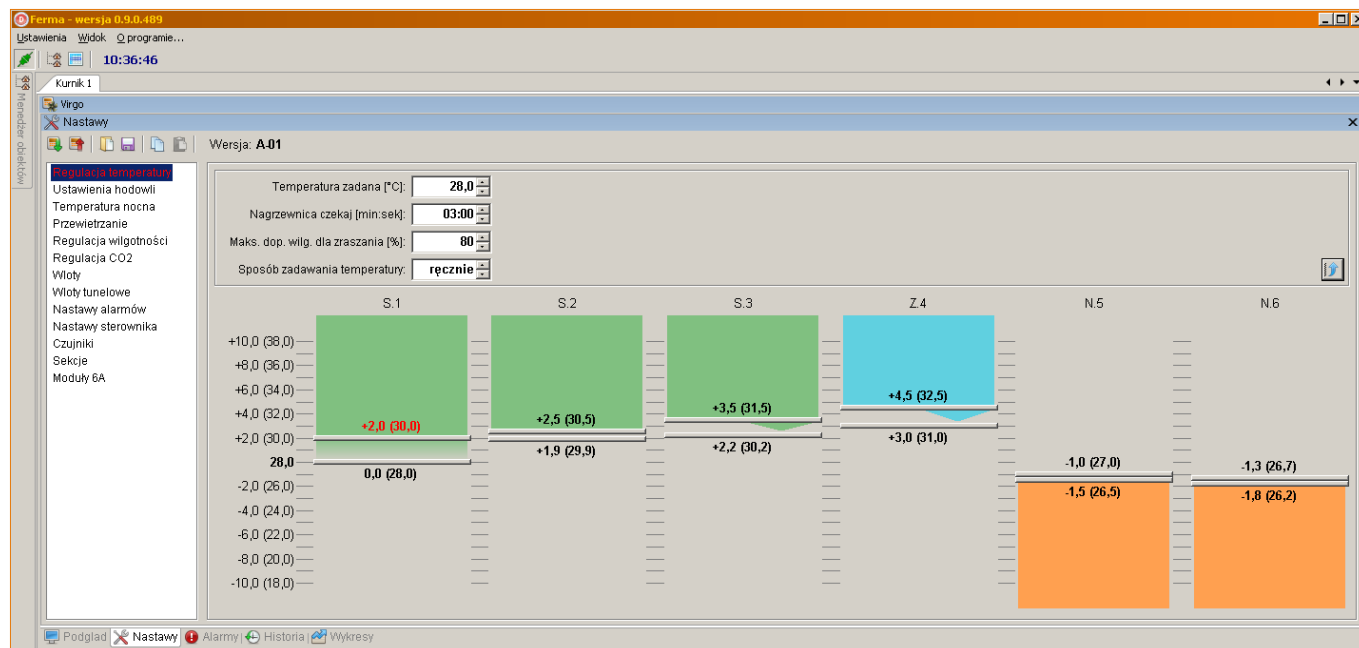 Ferma - wersja 0.9.0.489
Ustawienia Widok O programie...
10:36:46
Menedżer obiektów
Kurnik 1
Virgo
Nastawy
Wersja: A-01
Regulacja temperatury
Ustawienia hodowli
Temperatura nocna
Przewietrzanie
Regulacja wilgotności
Regulacja CO2
Wloty
Wloty tunelowe
Nastawy alarmów
Nastawy sterownika
Czujniki
Sekcje
Moduły 6A
Temperatura zadana [°C]: 28,0
Nagrzewnica czekaj [min:sek]: 03:00
Maks. dop. wilg. dla zraszania [%]: 80
Sposób zadawania temperatury: ręcznie
S.1 S.2 S.3 Z.4 N.5 N.6
+10,0 (38,0)
+8,0 (36,0)
+6,0 (34,0)
+4,0 (32,0)
+2,0 (30,0)
28,0
-2,0 (26,0)
-4,0 (24,0)
-6,0 (22,0)
-8,0 (20,0)
-10,0 (18,0)
+2,0 (30,0)
0,0 (28,0)
+2,5 (30,5)
+1,9 (29,9)
+3,5 (31,5)
+2,2 (30,2)
+4,5 (32,5)
+3,0 (31,0)
-1,0 (27,0)
-1,5 (26,5)
-1,3 (26,7)
-1,8 (26,2)
Podgląd Nastawy Alarmy Historia Wykresy